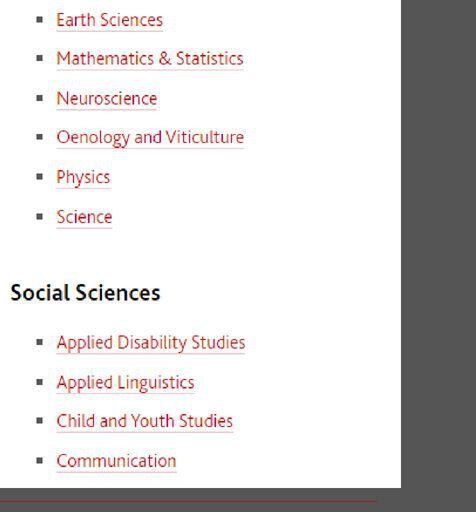 Earth Sciences
Mathematics & Statistics
Neuroscience
Oenology and Viticulture
Physics
Science
Social Sciences
Applied Disability Studies
Applied Linguistics
Child and Youth Studies
Communication